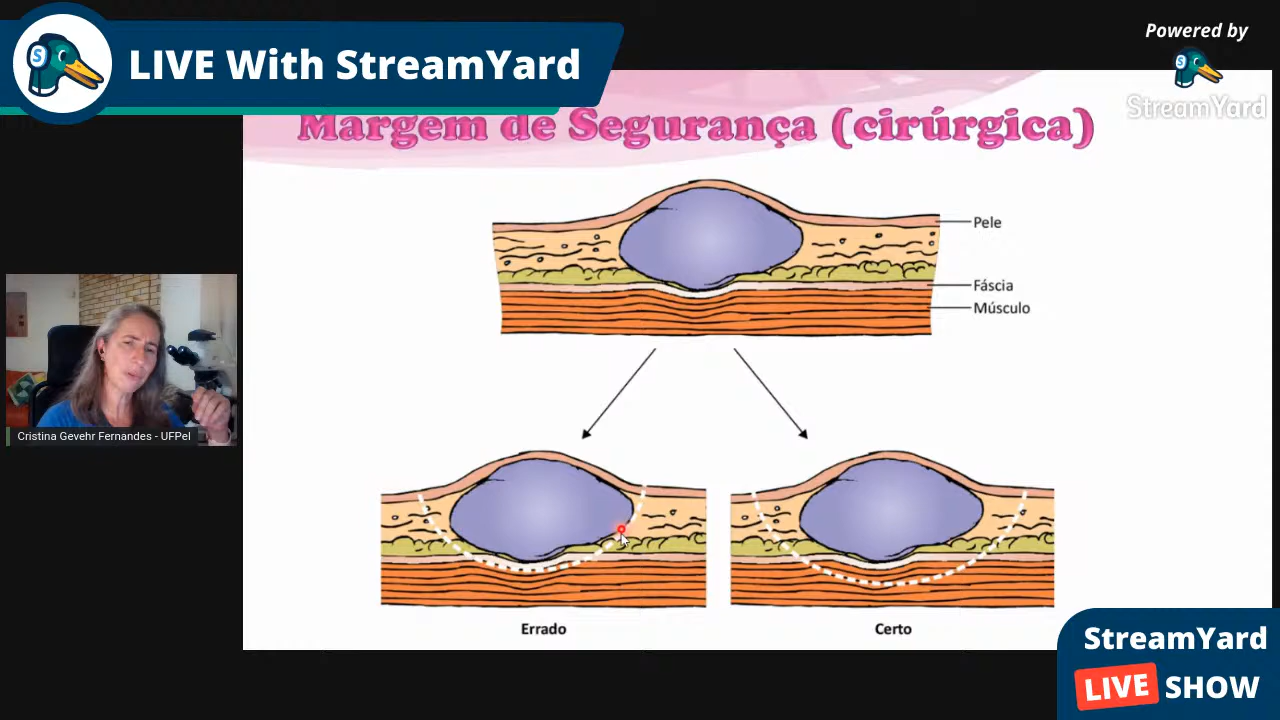 LIVE With StreamYard
Powered by
StreamYard
Margem de Segurança (cirúrgica)
Pele
Fáscia
Músculo
Cristina Gevehr Fernandes - UFPel
Errado
Certo
StreamYard
LIVE SHOW